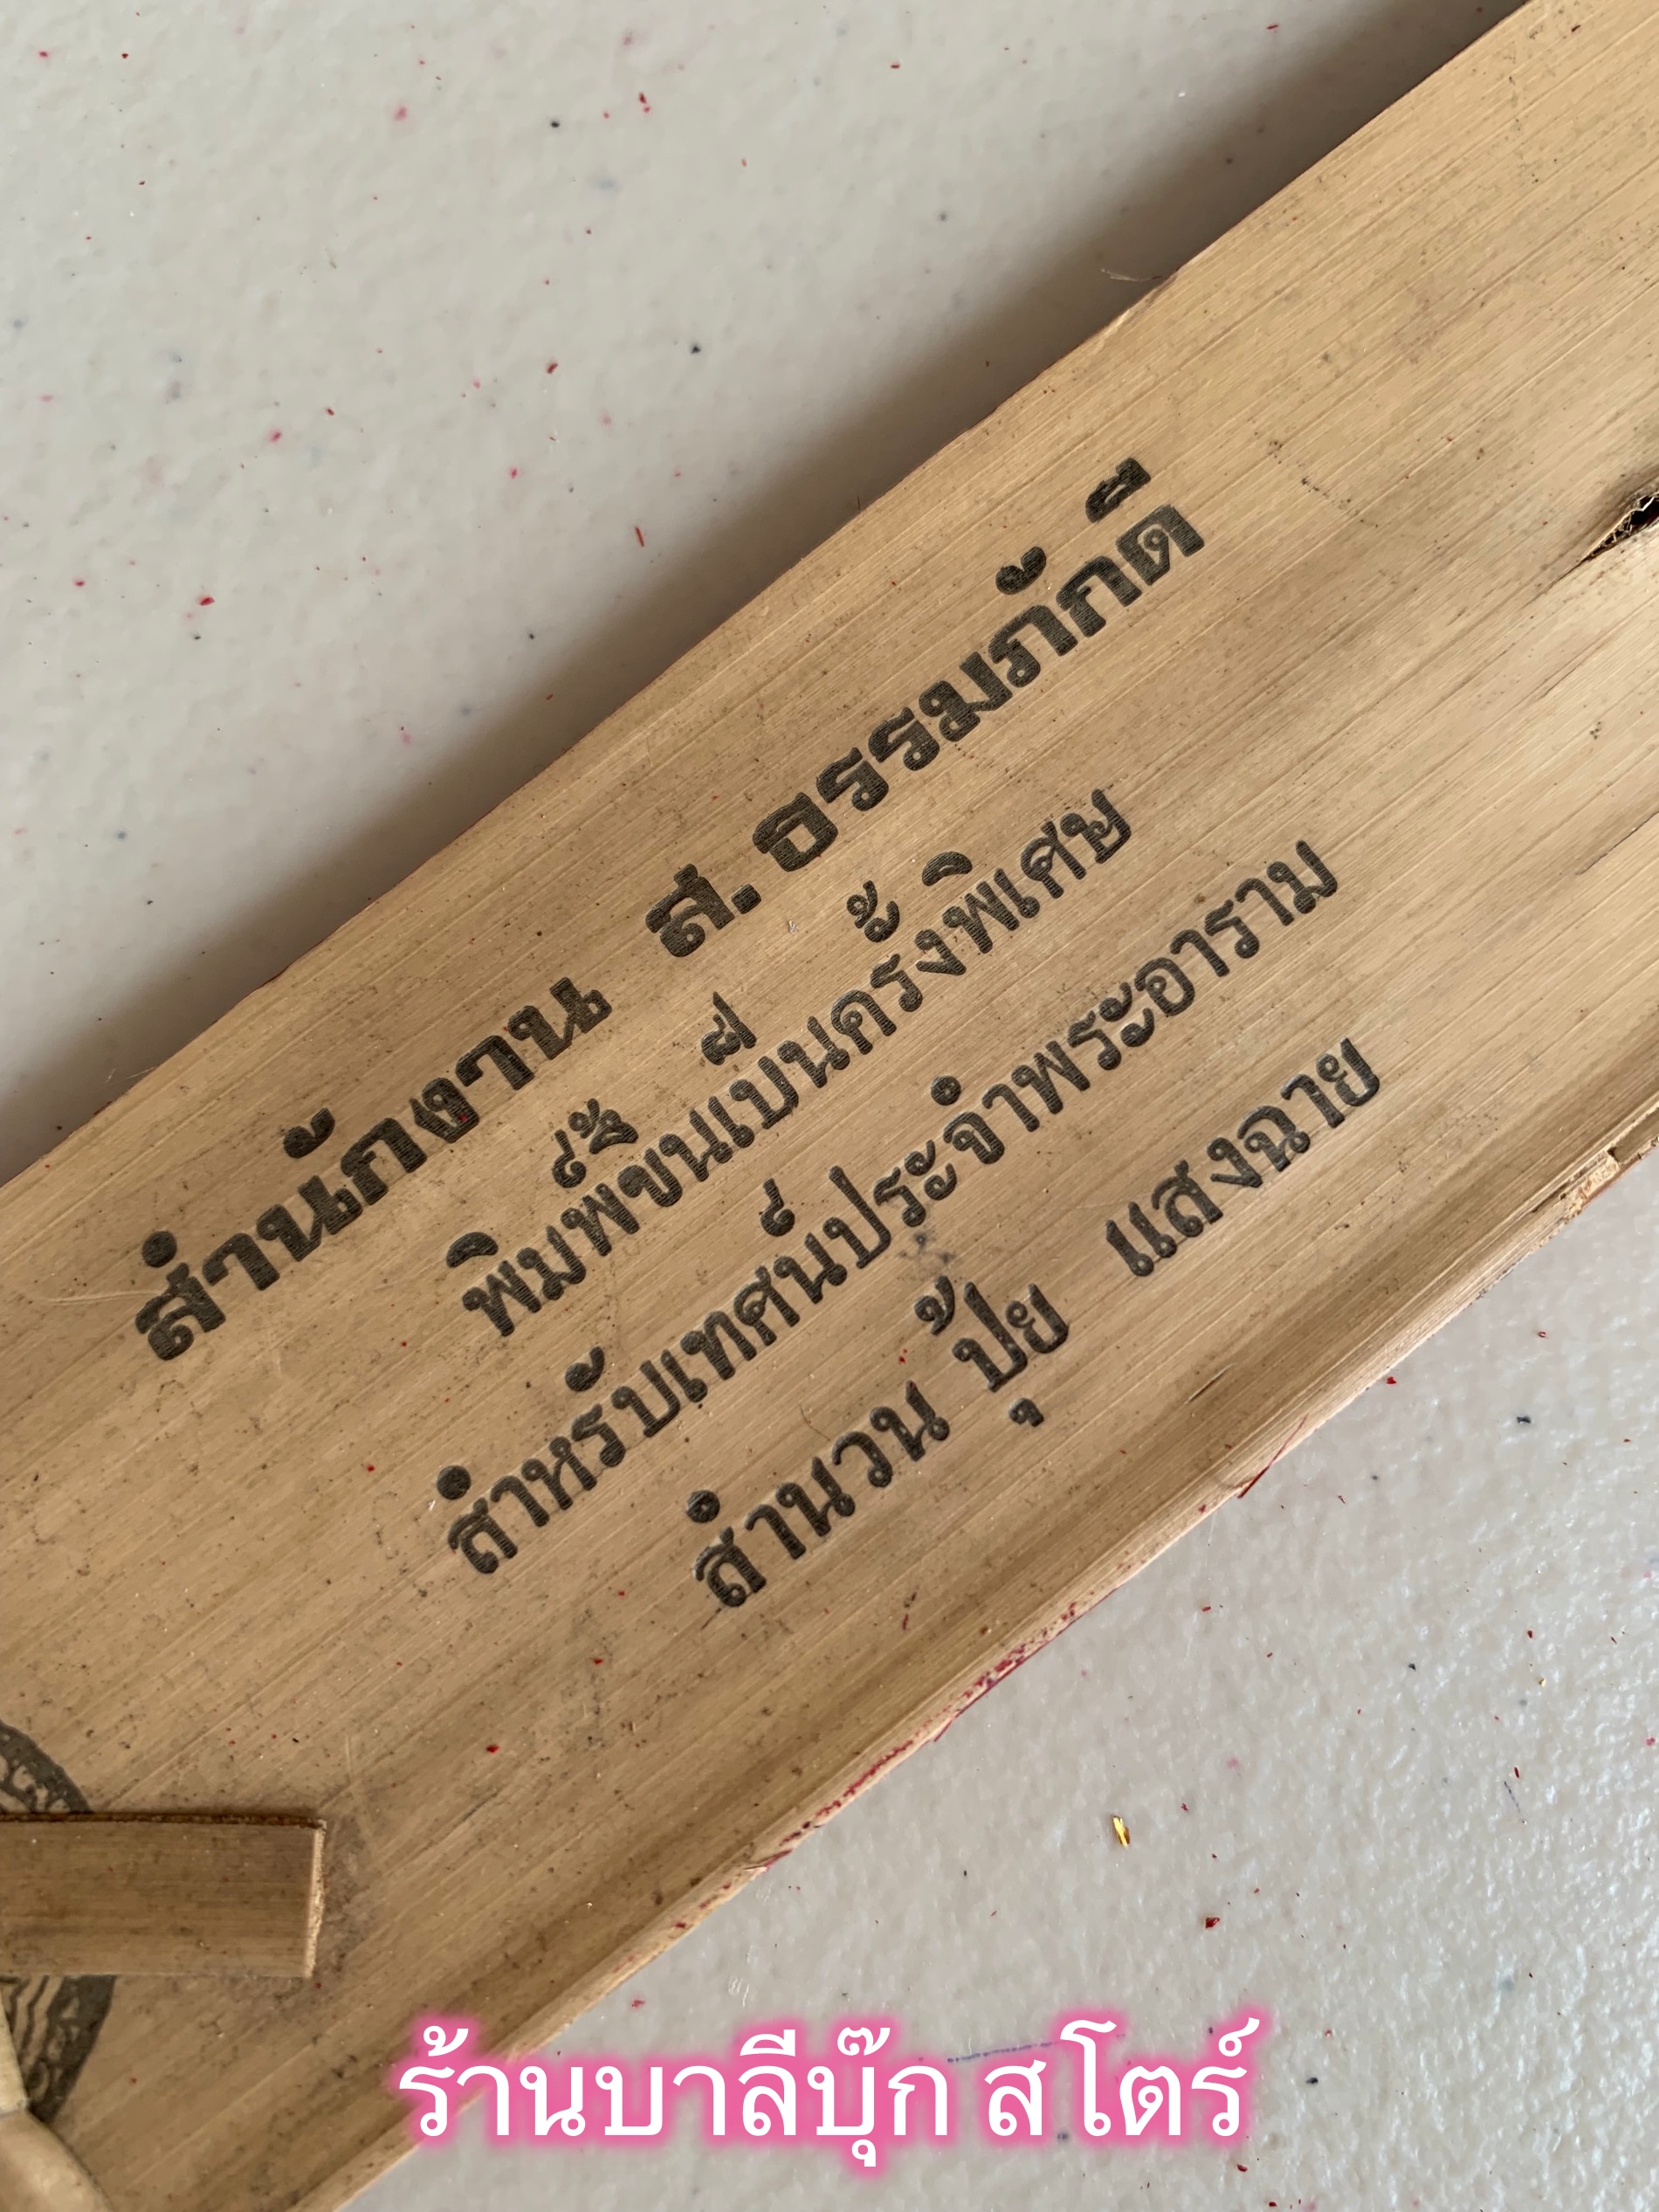 สำนักงาน ส. ธรรมภักดี
พิมพ์ขึ้นเป็นครั้งพิเศษ
สำหรับเทศน์ประจำพระอาราม
สำนวน ปุ้ย แสงฉาย
ร้านบาลีบุ๊ก สโตร์